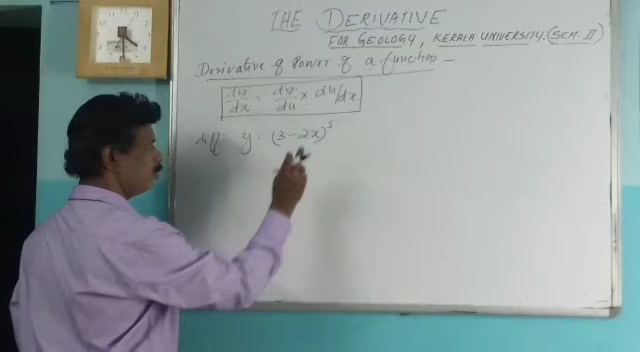 THE DERIVATIVE
FOR GEOLOGY, KERALA UNIVERSITY. (SEM II)
Derivative of Power of a function —
dy/dx = dy/du × du/dx
diff y = (3-2x)^5